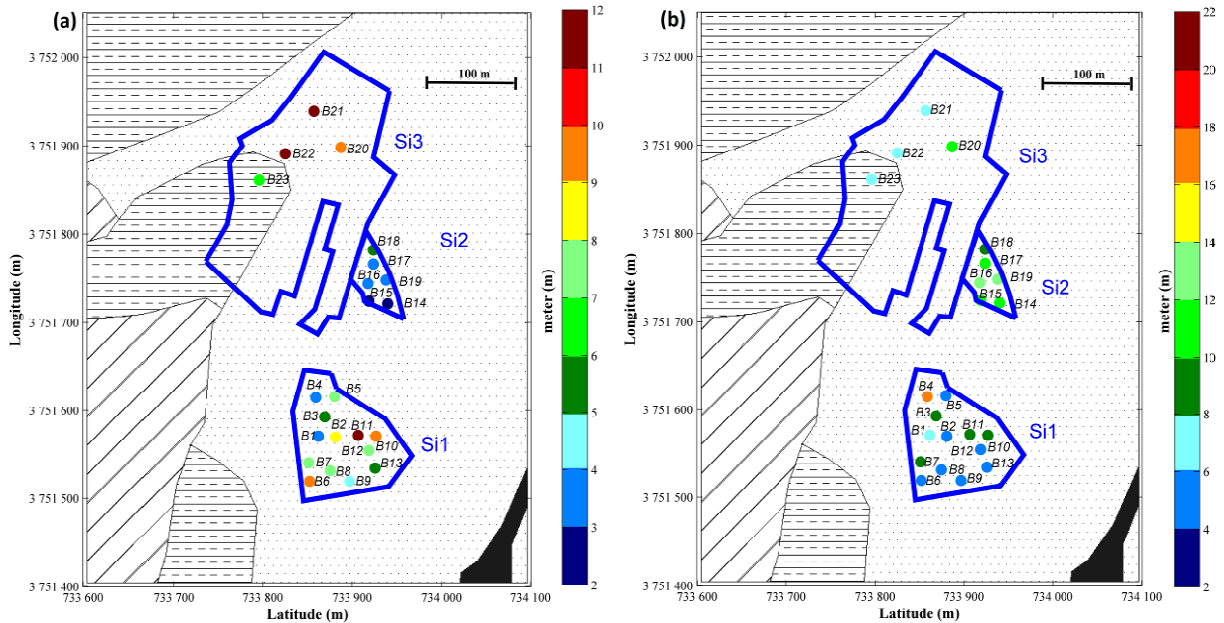 (a)
3 752 000
3 751 900
3 751 800
3 751 700
3 751 600
3 751 500
3 751 400
Longitude (m)
100 m
B21
B20
B22
B23
Si3
Si2
B18
B17
B16
B19
B15
B14
B4
B5
B3
B2
B11
B1
B12
B10
B7
B8
B13
B6
B9
Si1
733 600
733 700
733 800
733 900
734 000
734 100
Latitude (m)
12
11
10
9
8
7
6
5
4
3
2
meter (m)
(b)
3 752 000
3 751 900
3 751 800
3 751 700
3 751 600
3 751 500
3 751 400
Longitude (m)
100 m
B21
B20
B22
B23
Si3
B18
B17
B16
B19
Si2
B15
B14
B4
B5
B3
B2
B11
B1
B12
B10
B7
B8
B13
B6
B9
Si1
733 600
733 700
733 800
733 900
734 000
734 100
Latitude (m)
22
20
18
15
14
12
10
8
6
4
2
meter (m)